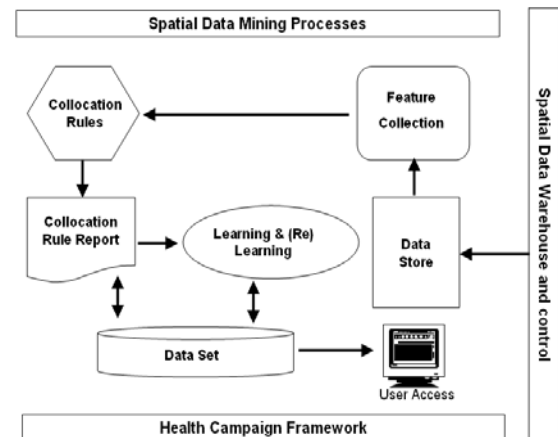 Spatial Data Mining Processes
Collocation
Rules
Feature
Collection
Collocation
Rule Report
Learning & (Re)
Learning
Data
Store
Data Set
User Access
Health Campaign Framework
Spatial Data Warehouse and control